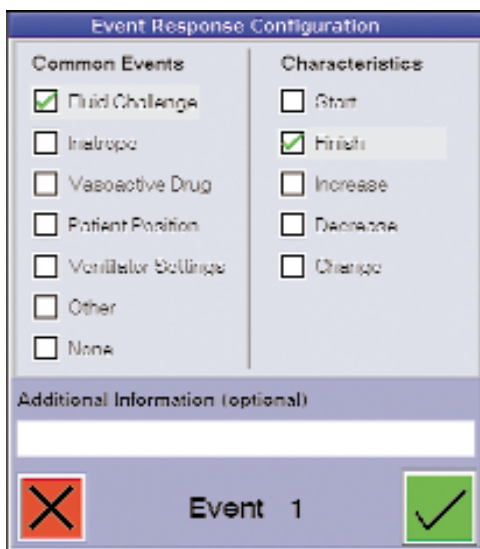 Event Response Configuration
Common Events
Fluid Challenge
Inotrope
Vasoactive Drug
Patient Position
Ventilator Settings
Other
None
Characteristics
Start
Finish
Increase
Decrease
Change
Additional Information (optional)
Event 1